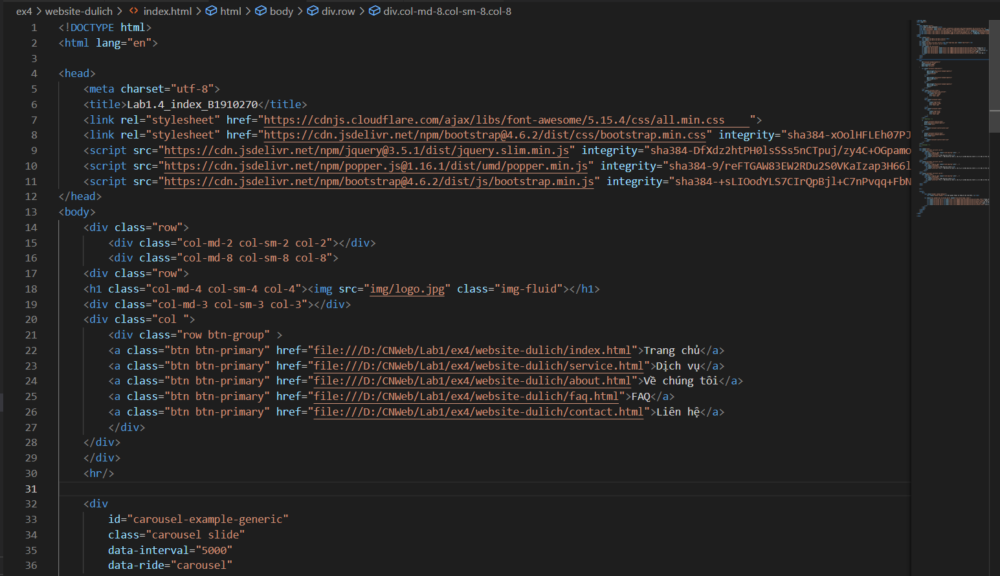 ex4 > website-dulich > <> index.html > html > body > div.row > div.col-md-8.col-sm-8.col-8
1 <!DOCTYPE html>
2 <html lang="en">
3
4 <head>
5 <meta charset="utf-8">
6 <title>Lab1.4_index_B1910270</title>
7 <link rel="stylesheet" href="https://cdnjs.cloudflare.com/ajax/libs/font-awesome/5.15.4/css/all.min.css    ">
8 <link rel="stylesheet" href="https://cdn.jsdelivr.net/npm/bootstrap@4.6.2/dist/css/bootstrap.min.css" integrity="sha384-xOolHFLEh07PJ
9 <script src="https://cdn.jsdelivr.net/npm/jquery@3.5.1/dist/jquery.slim.min.js" integrity="sha384-DfXdz2htPH0lsSSs5nCTpuj/zy4C+OGpamo
10 <script src="https://cdn.jsdelivr.net/npm/popper.js@1.16.1/dist/umd/popper.min.js" integrity="sha384-9/reFTGAW83EW2RDu2S0VKaIzap3H66l
11 <script src="https://cdn.jsdelivr.net/npm/bootstrap@4.6.2/dist/js/bootstrap.min.js" integrity="sha384-+sLIOodYLS7CIrQpBjl+C7nPvqq+FbN
12 </head>
13 <body>
14 <div class="row">
15 <div class="col-md-2 col-sm-2 col-2"></div>
16 <div class="col-md-8 col-sm-8 col-8">
17 <div class="row">
18 <h1 class="col-md-4 col-sm-4 col-4"><img src="img/logo.jpg" class="img-fluid"></h1>
19 <div class="col-md-3 col-sm-3 col-3"></div>
20 <div class="col ">
21 <div class="row btn-group" >
22 <a class="btn btn-primary" href="file:///D:/CNWeb/Lab1/ex4/website-dulich/index.html">Trang chủ</a>
23 <a class="btn btn-primary" href="file:///D:/CNWeb/Lab1/ex4/website-dulich/service.html">Dịch vụ</a>
24 <a class="btn btn-primary" href="file:///D:/CNWeb/Lab1/ex4/website-dulich/about.html">Về chúng tôi</a>
25 <a class="btn btn-primary" href="file:///D:/CNWeb/Lab1/ex4/website-dulich/faq.html">FAQ</a>
26 <a class="btn btn-primary" href="file:///D:/CNWeb/Lab1/ex4/website-dulich/contact.html">Liên hệ</a>
27 </div>
28 </div>
29 </div>
30 <hr/>
31
32 <div
33 id="carousel-example-generic"
34 class="carousel slide"
35 data-interval="5000"
36 data-ride="carousel"